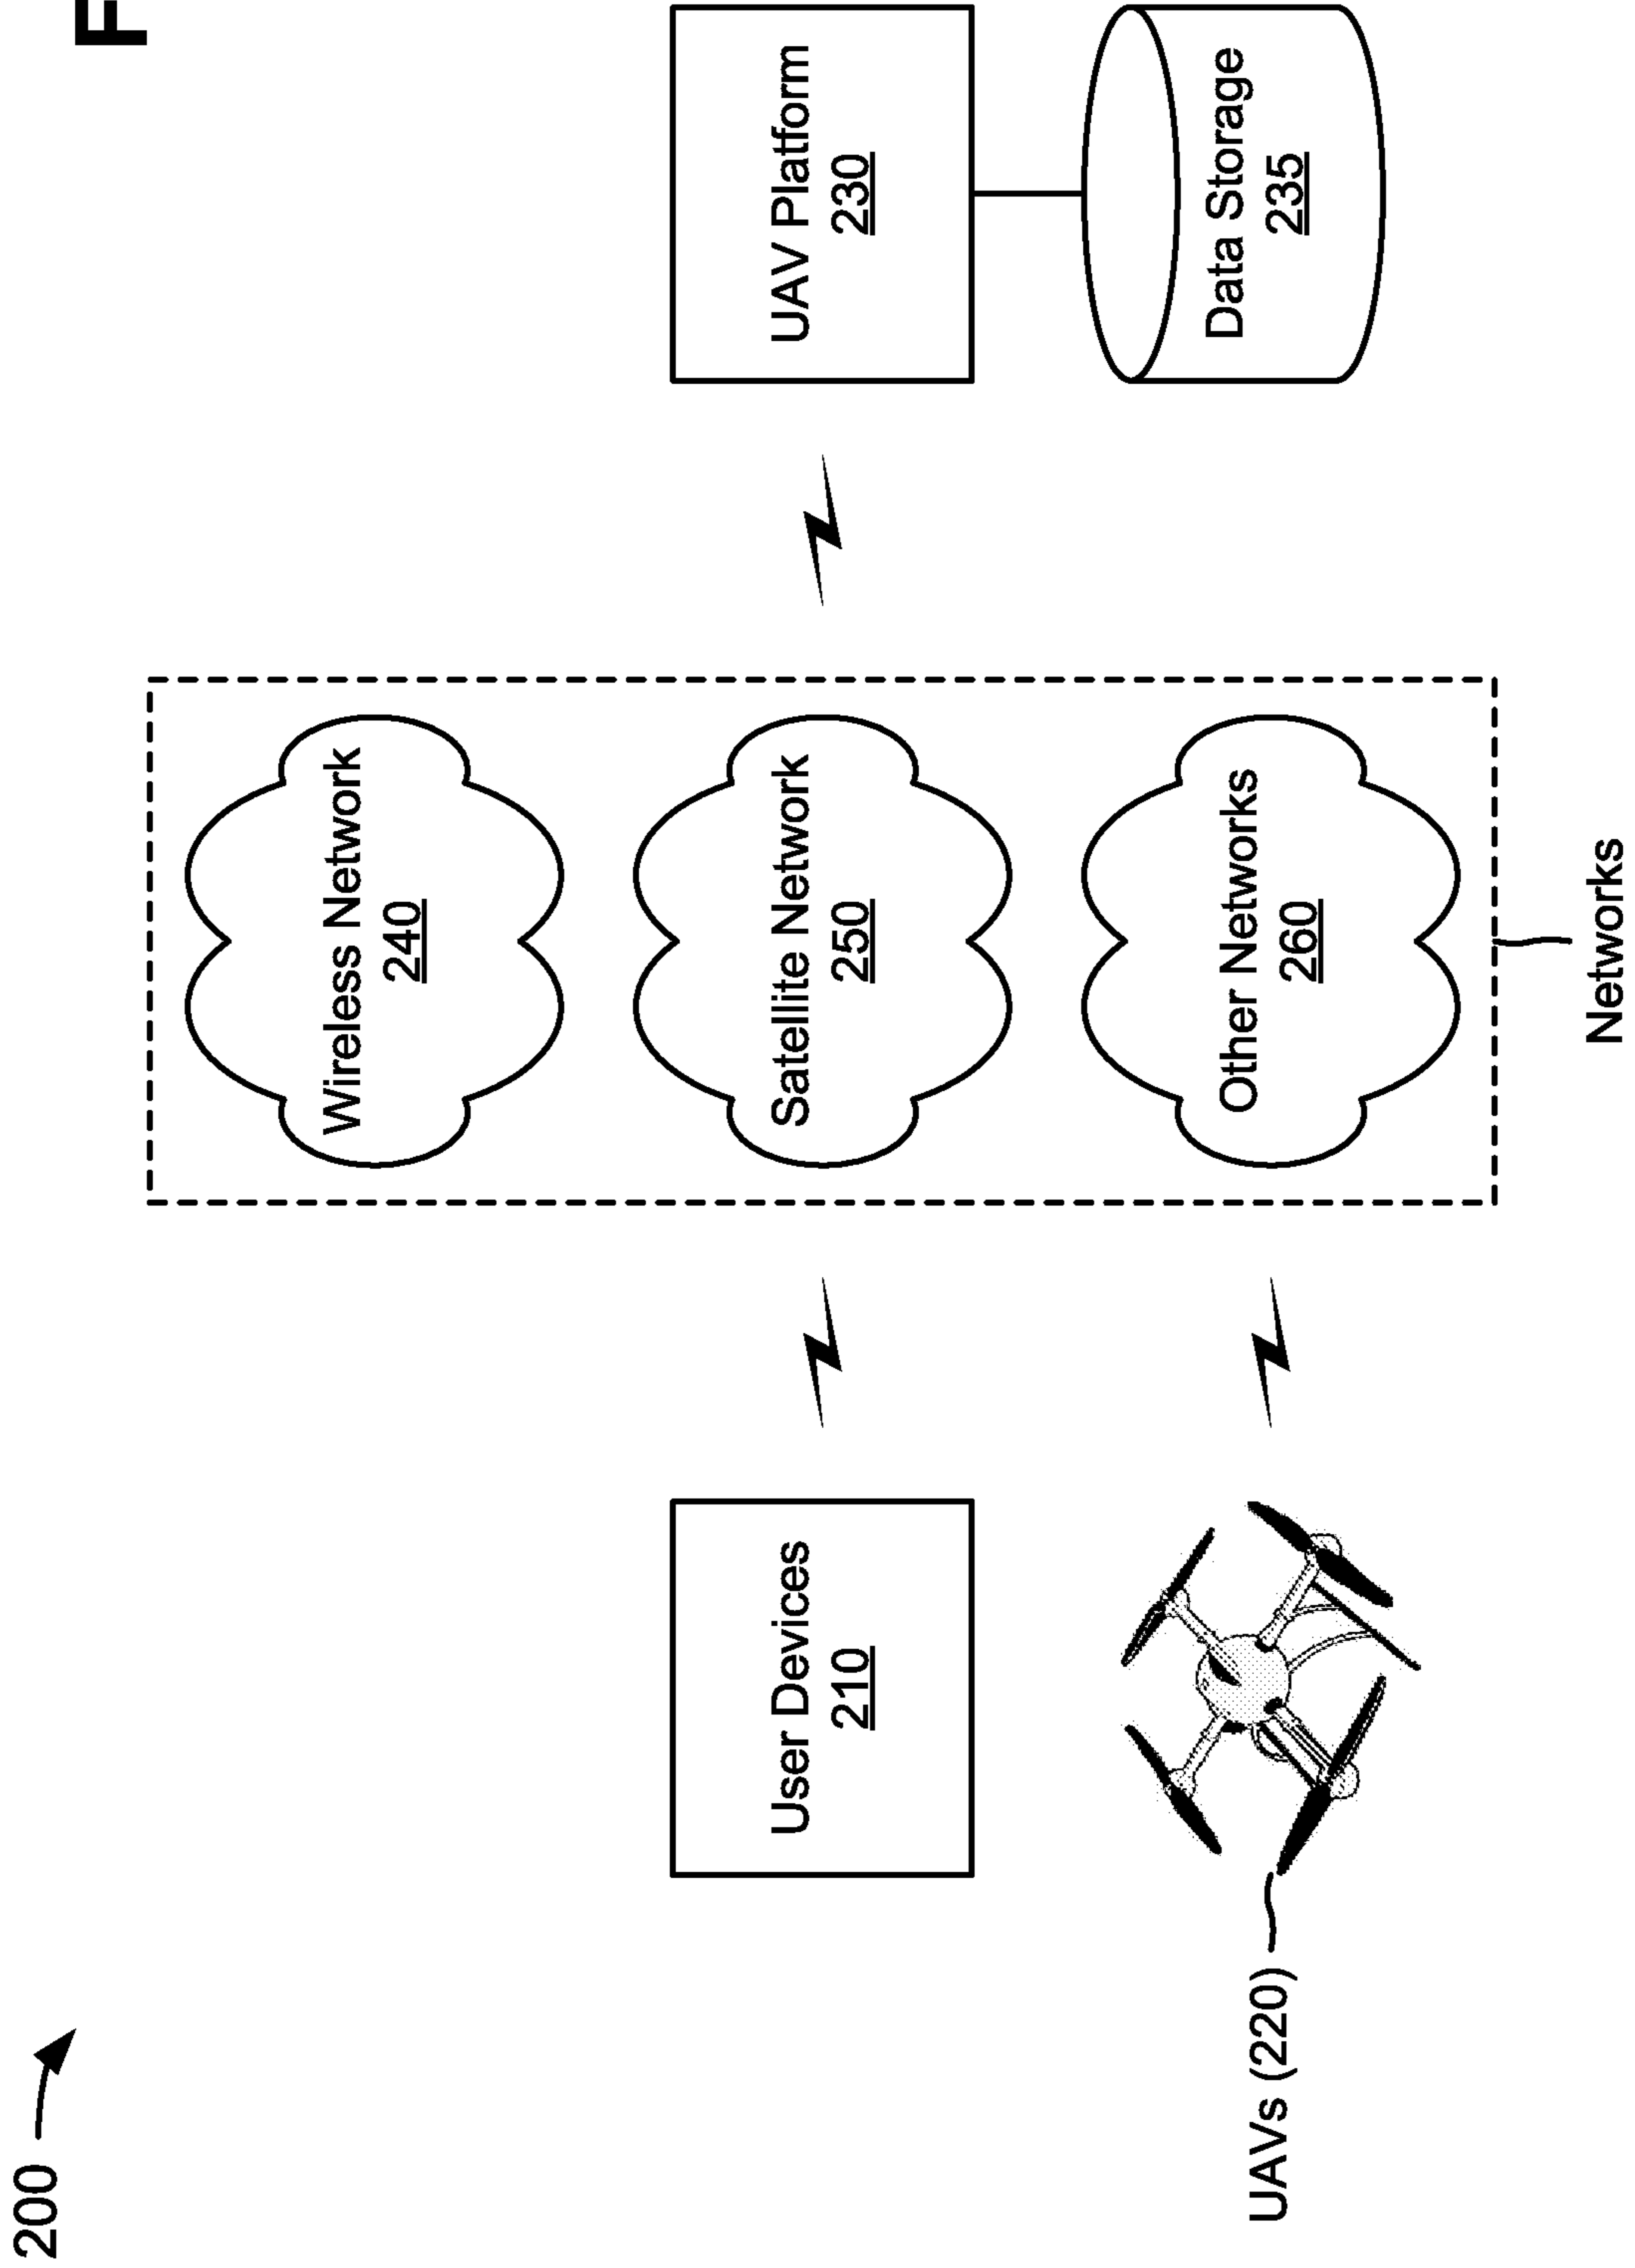 200
F
User Devices
210
UAVs (220)
Wireless Network
240
Satellite Network
250
Other Networks
260
Networks
UAV Platform
230
Data Storage
235